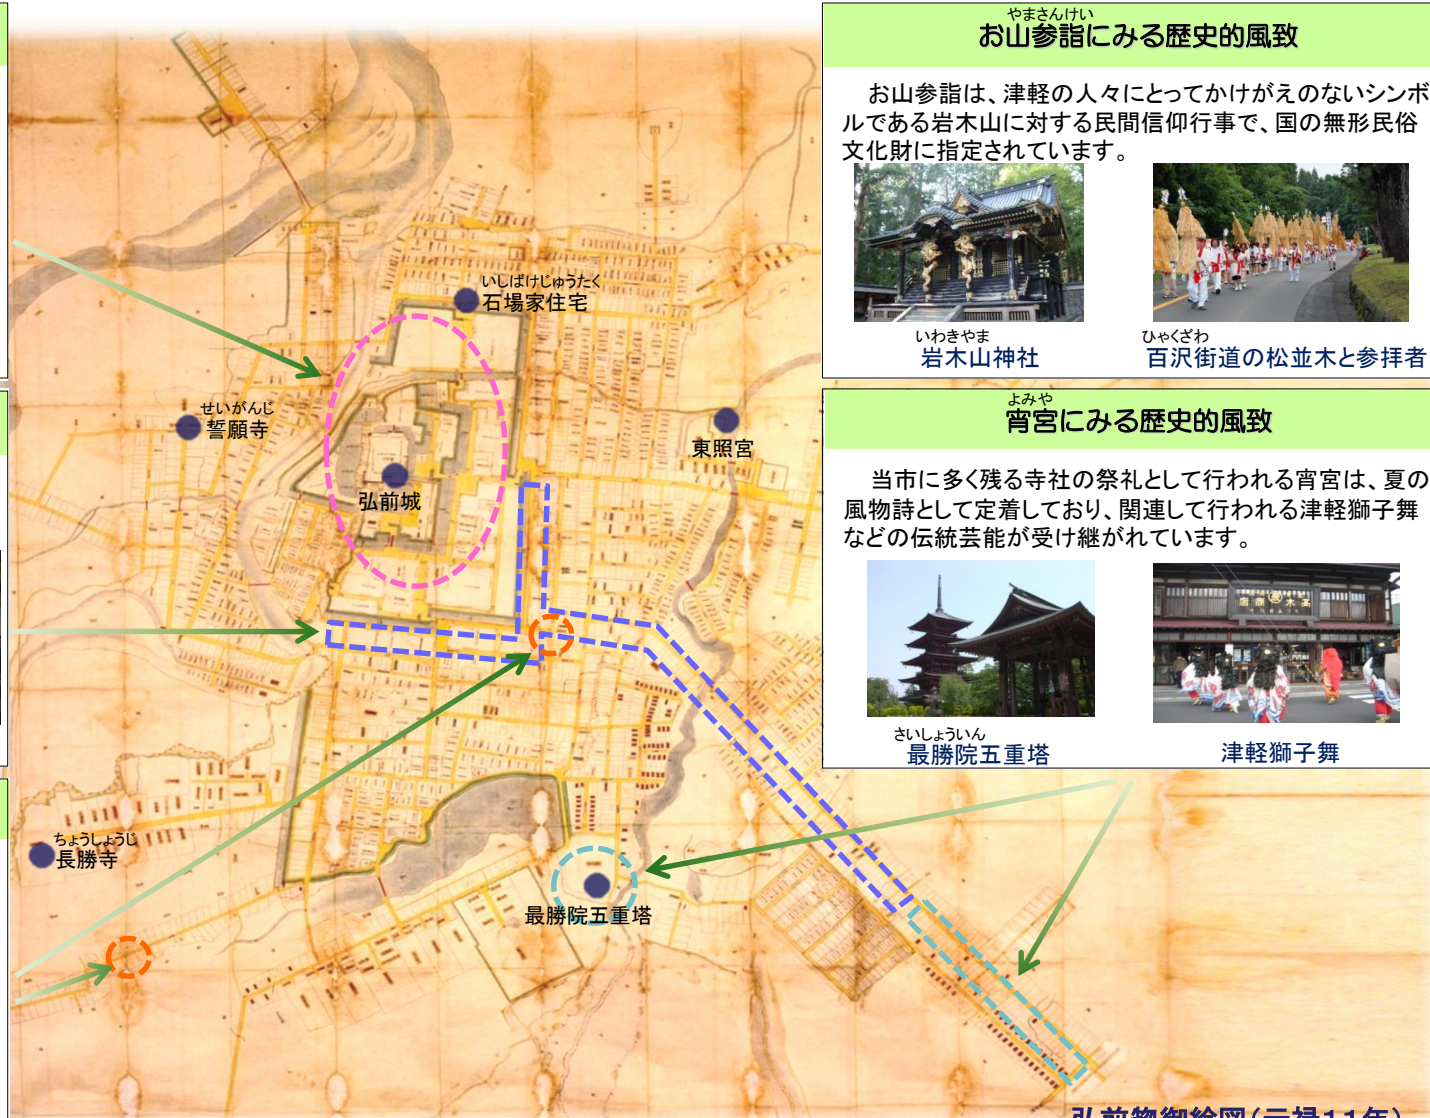 やまさんけい
お山参詣にみる歴史的風致
お山参詣は、津軽の人々にとってかけがえのないシンボ
ルである岩木山に対する民間信仰行事で、国の無形民俗
文化財に指定されています。
いわきやま
岩木山神社
ひゃくざわ
百沢街道の松並木と参拝者
よみや
宵宮にみる歴史的風致
当市に多く残る寺社の祭礼として行われる宵宮は、夏の
風物詩として定着しており、関連して行われる津軽獅子舞
などの伝統芸能が受け継がれています。
さいしょういん
最勝院五重塔
津軽獅子舞
いしばけじゅうたく
石場家住宅
せいがんじ
誓願寺
東照宮
弘前城
ちょうしょうじ
長勝寺
最勝院五重塔
弘前惣御絵図(元禄11年)